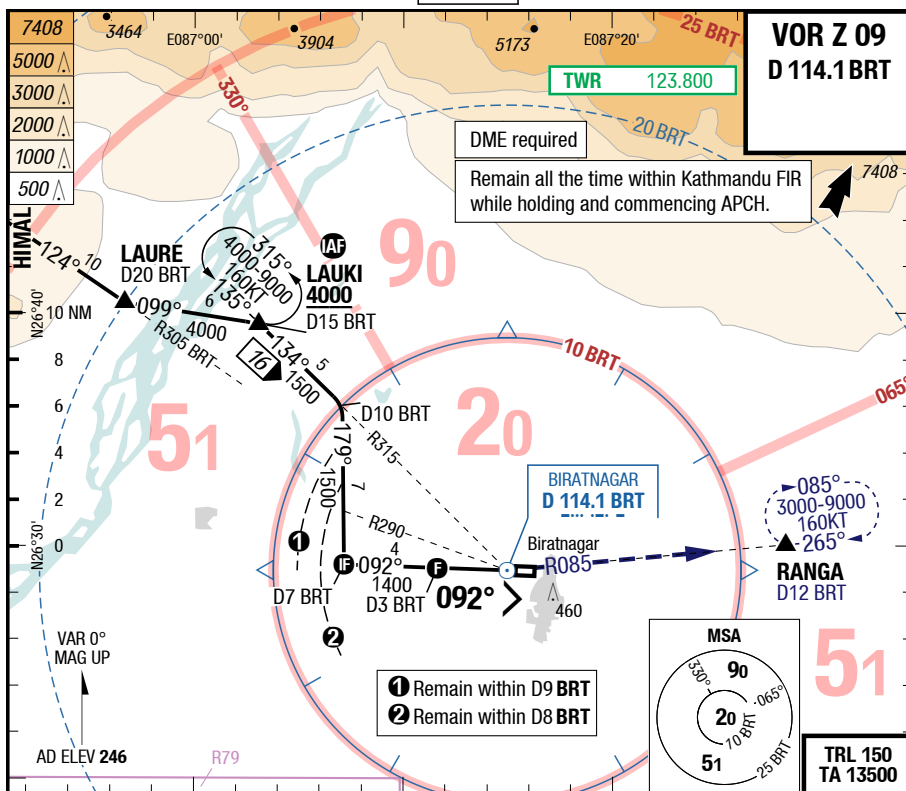 7408
5000
3000
2000
1000
500
3464
E087°00'
3904
5173
E087°20'
25 BRT
VOR Z 09
D 114.1 BRT
TWR 123.800
330°
20 BRT
DME required
Remain all the time within Kathmandu FIR
while holding and commencing APCH.
7408
HIMAL
124°
10
LAURE
D20 BRT
315°
4000-9000
160KT
135°
IAF
LAUKI
4000
D15 BRT
90
N26°40'
10 NM
099°
6
4000
R305 BRT
134°
5
1500
16
10 BRT
065°
8
6
4
2
0
51
D10 BRT
20
R315
179°
7
1500
R290
N26°30'
BIRATNAGAR
D 114.1 BRT
085°
3000-9000
160KT
265°
1
Biratnagar
R085
IF
092°
4
1400
F
D7 BRT
D3 BRT
092°
460
RANGA
D12 BRT
2
VAR 0°
MAG UP
1 Remain within D9 BRT
2 Remain within D8 BRT
MSA
330°
90
065°
20
10 BRT
51
25 BRT
51
AD ELEV 246
R79
TRL 150
TA 13500